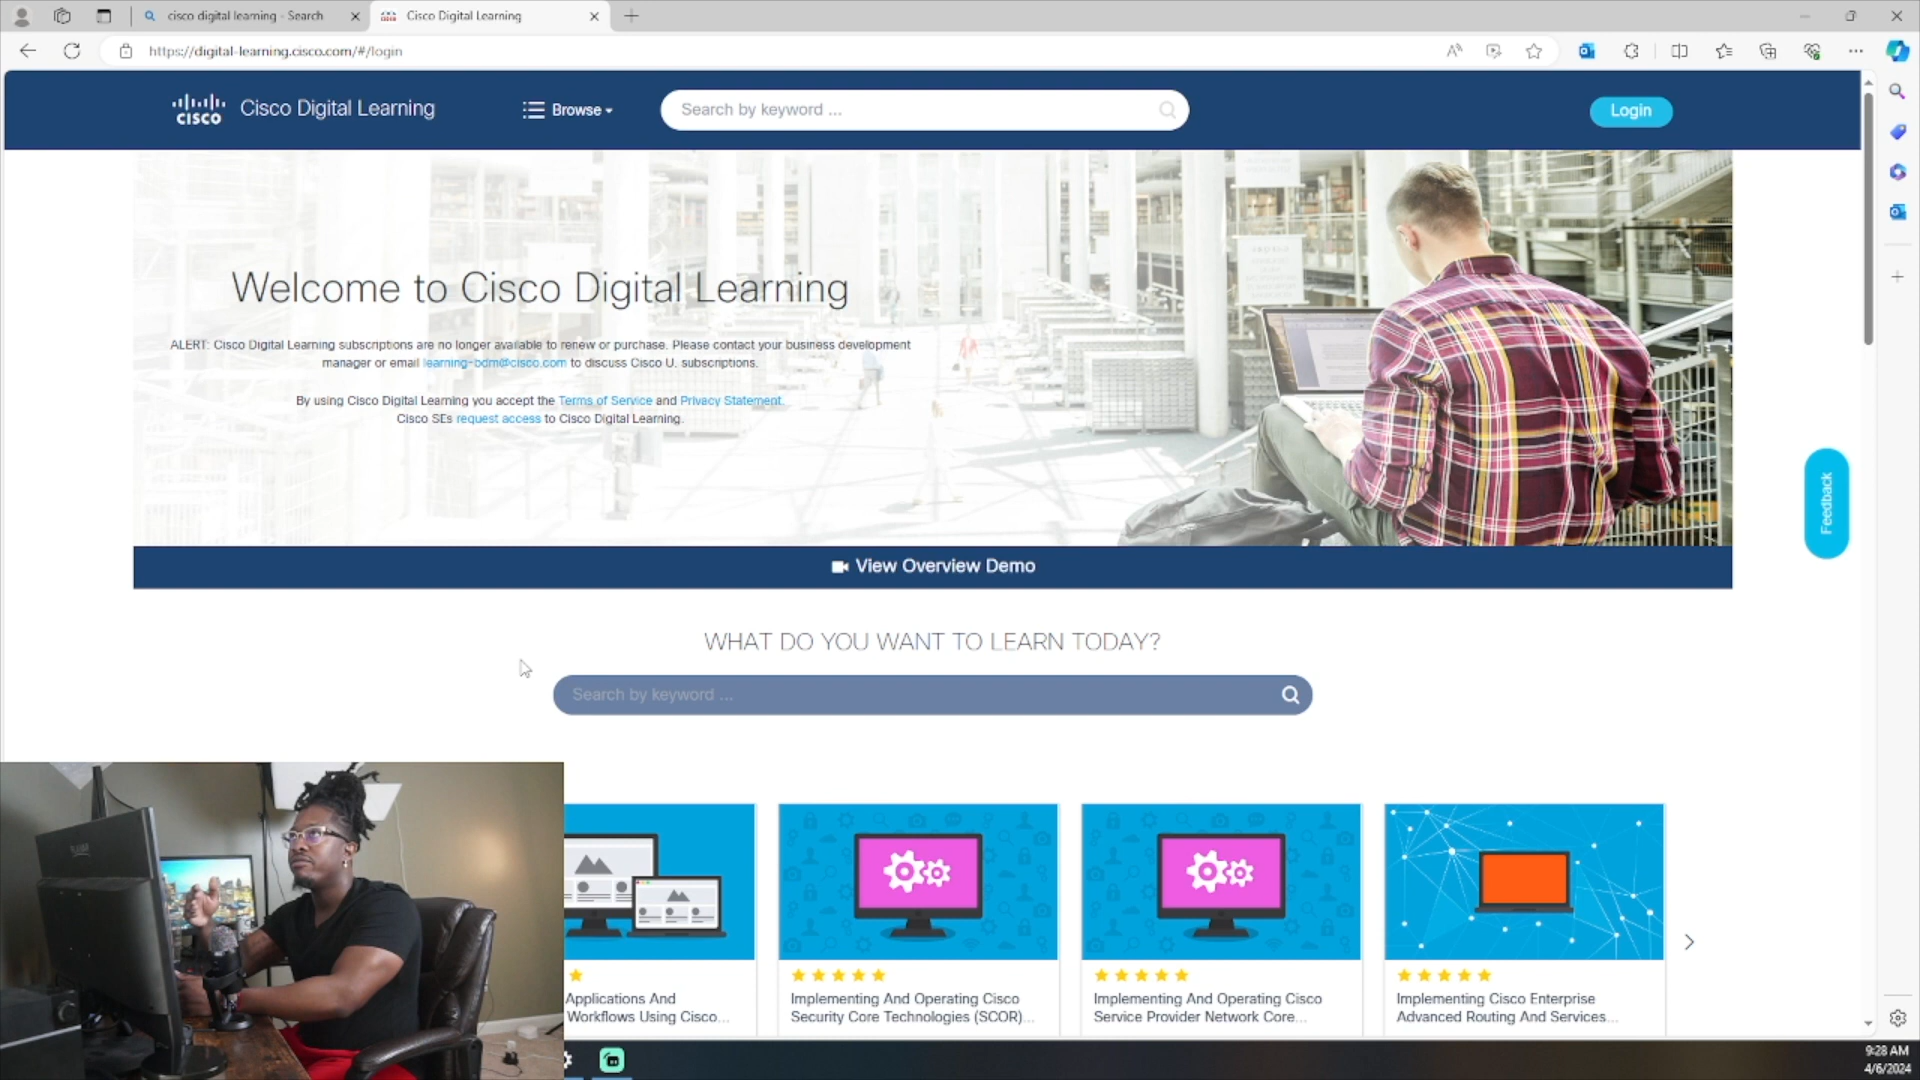 cisco digital learning - Search
Cisco Digital Learning
https://digital-learning.cisco.com/#/login
CISCO
Cisco Digital Learning
Browse
Search by keyword ...
Login
Welcome to Cisco Digital Learning
ALERT: Cisco Digital Learning subscriptions are no longer available to renew or purchase. Please contact your business development
manager or email learning-bdm@cisco.com to discuss Cisco U. subscriptions.
By using Cisco Digital Learning you accept the Terms of Service and Privacy Statement.
Cisco SEs request access to Cisco Digital Learning.
Feedback
View Overview Demo
WHAT DO YOU WANT TO LEARN TODAY?
Search by keyword ...
Applications And
Workflows Using Cisco...
Implementing And Operating Cisco
Security Core Technologies (SCOR)...
Implementing And Operating Cisco
Service Provider Network Core...
Implementing Cisco Enterprise
Advanced Routing And Services...
9:28 AM
4/6/2024